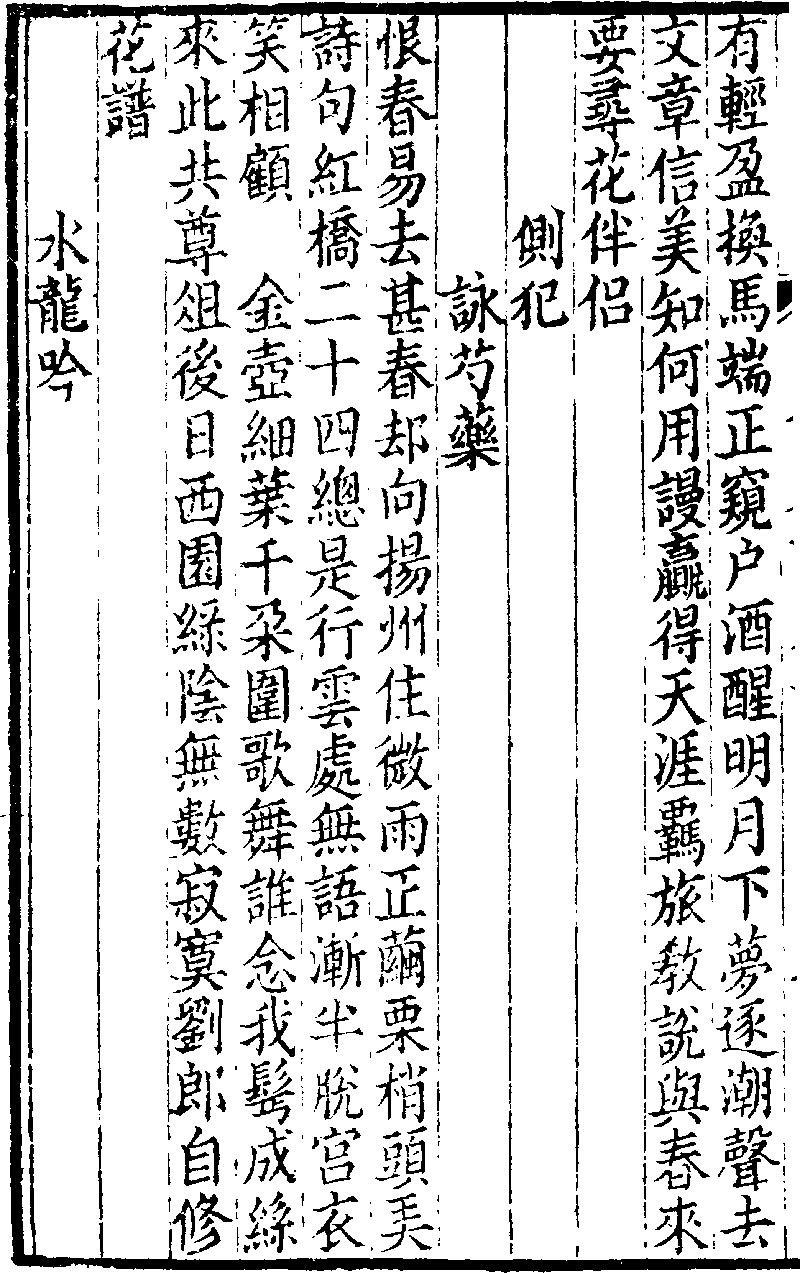 有輕盈換馬端正窺户酒醒明月下夢逐潮聲去
文章信美知何用謾贏得天涯羇旅教說與春來
要尋花伴侣
側犯
詠芍藥
恨春易去甚春却向揚州住微雨正繭栗梢頭弄
詩句紅橋二十四總是行雲處無語漸半脫宫衣
笑相顧　金壺細葉千朶圍歌舞誰念我鬂成絲
來此共尊俎後日西園綠陰無數寂寞劉郎自修
花譜
水龍吟